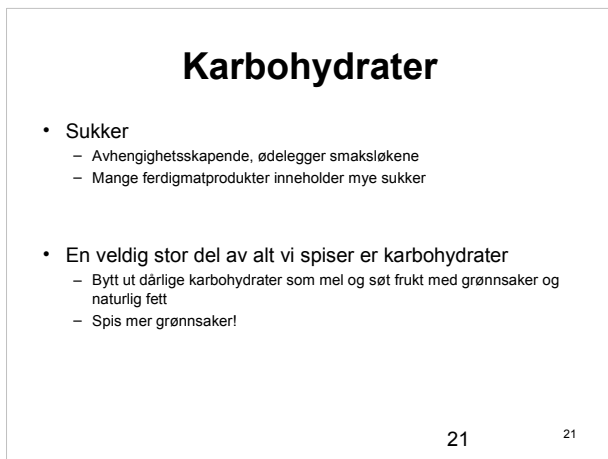 Karbohydrater
• Sukker
– Avhengighetsskapende, ødelegger smaksløkene
– Mange ferdigmatprodukter inneholder mye sukker
• En veldig stor del av alt vi spiser er karbohydrater
– Bytt ut dårlige karbohydrater som mel og søt frukt med grønnsaker og
naturlig fett
– Spis mer grønnsaker!
21 21